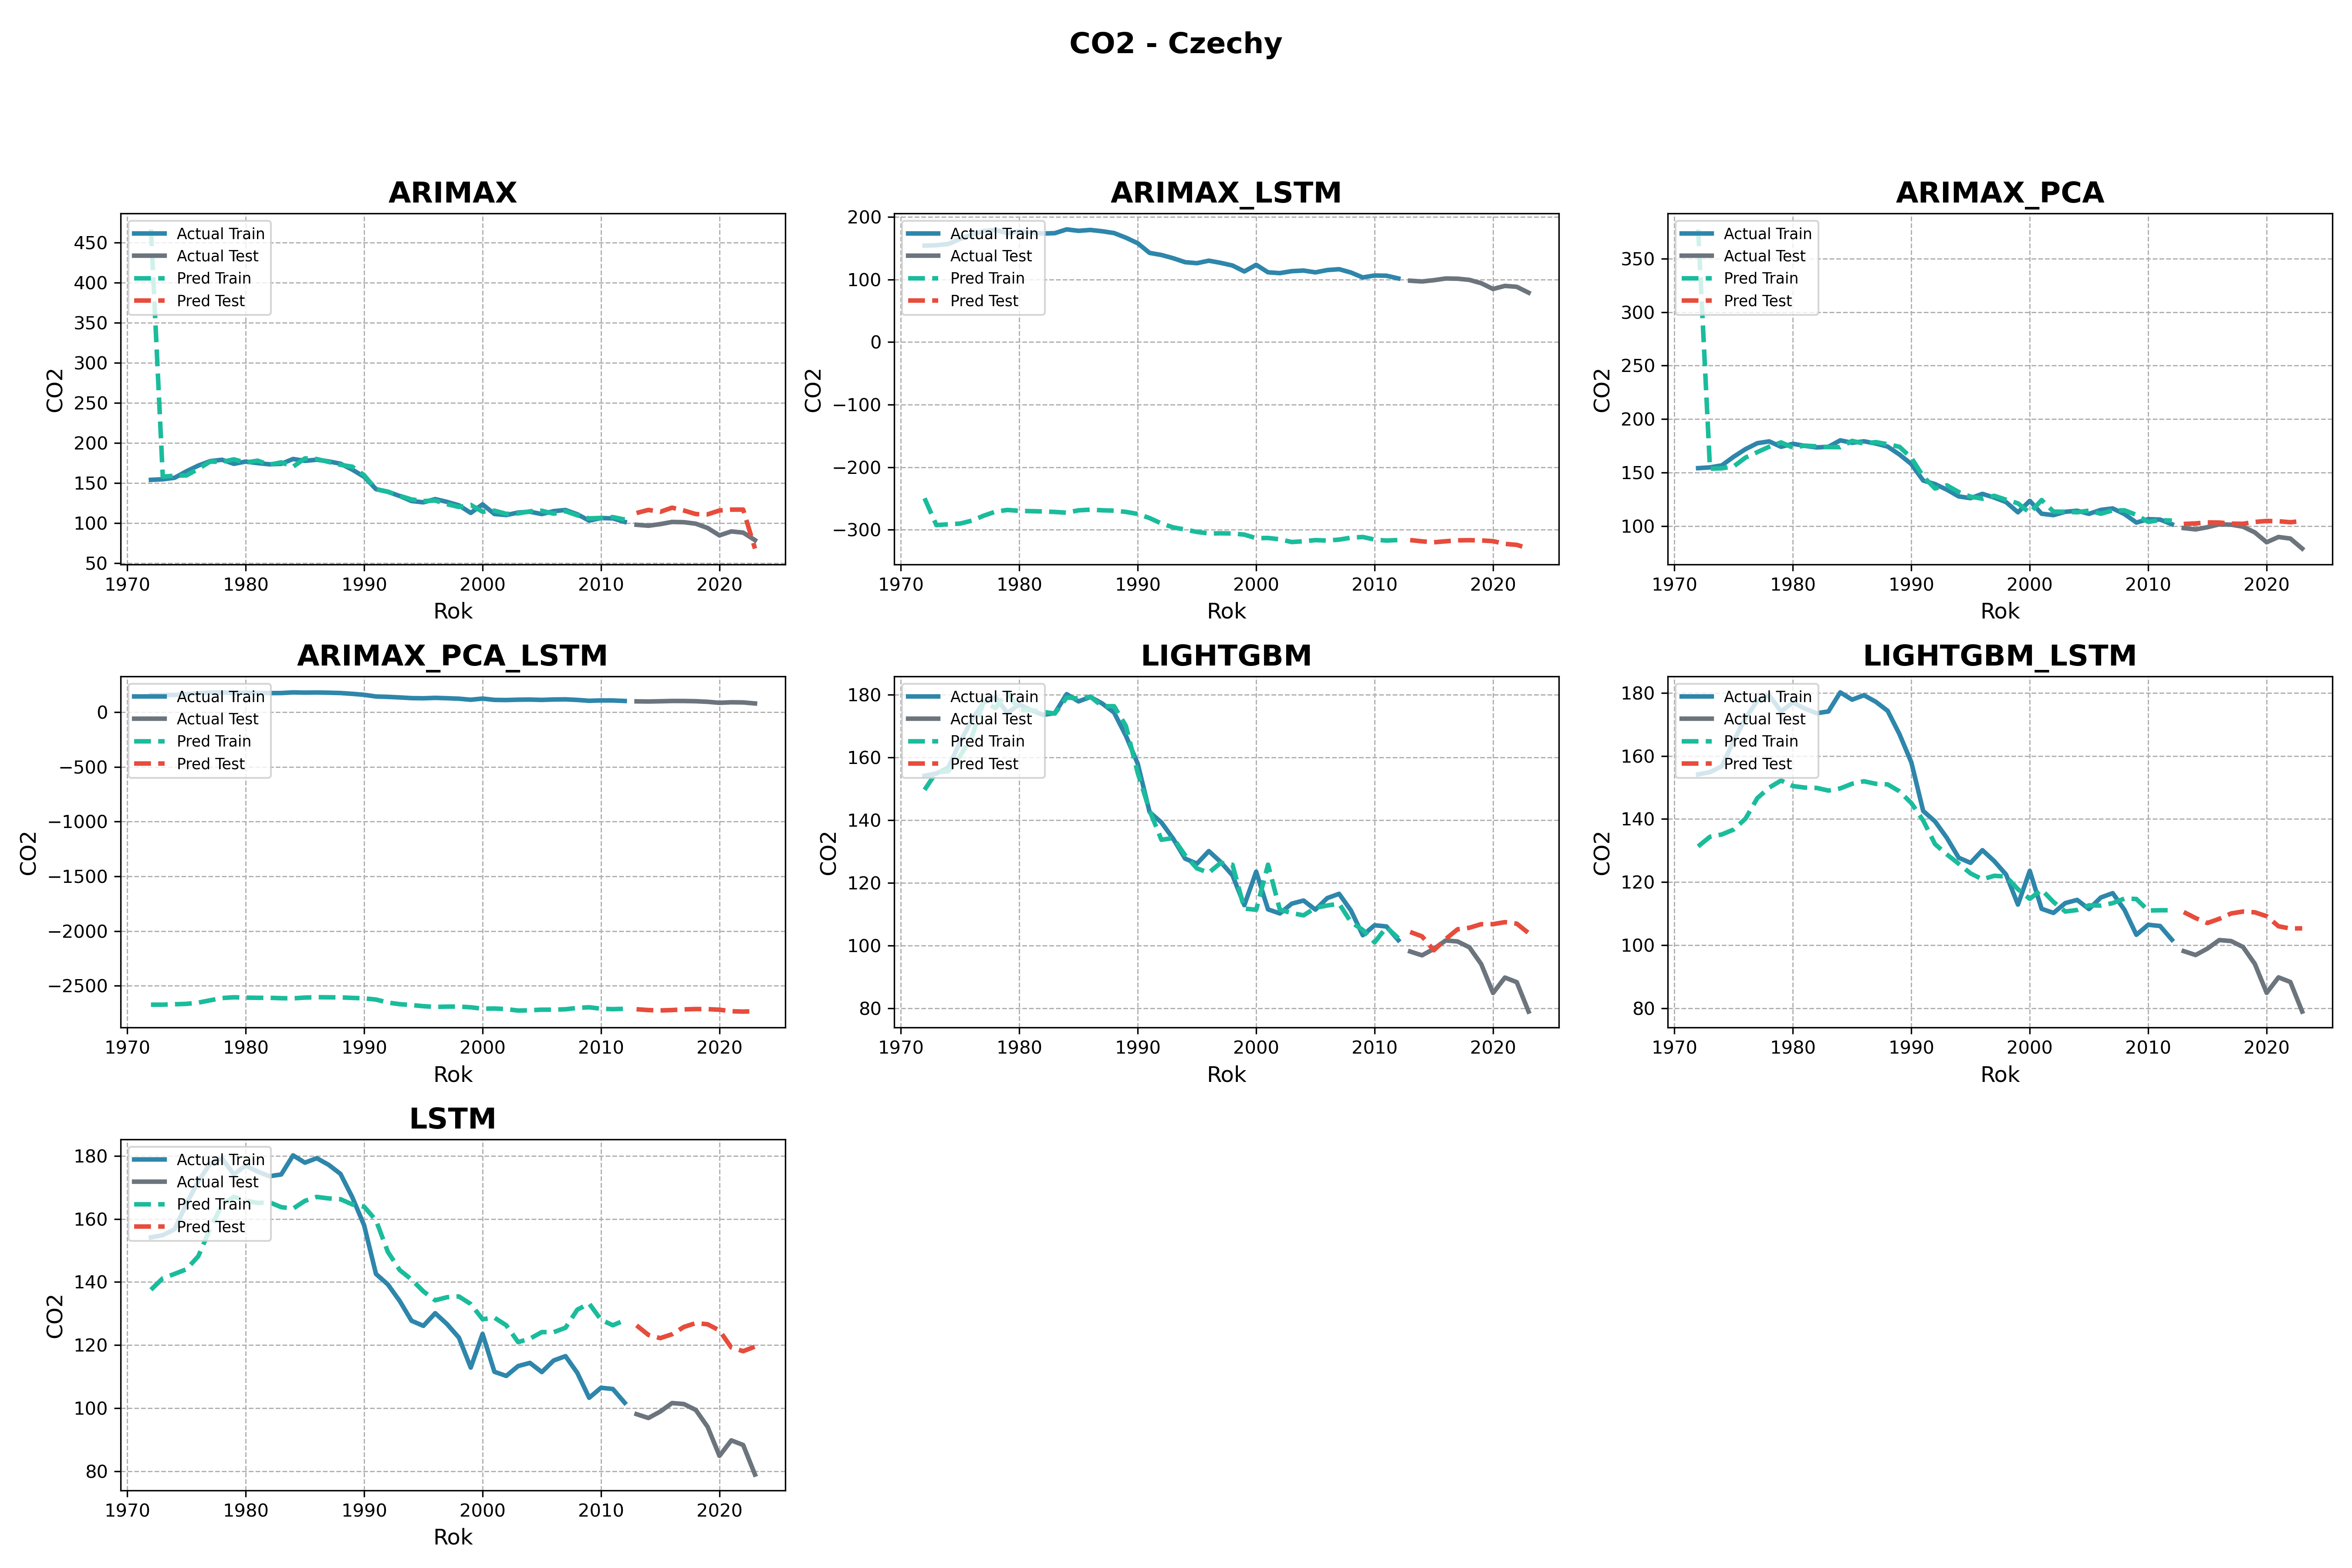 CO2 - Czechy
ARIMAX
CO2
450
400
350
300
250
200
150
100
50
Actual Train
Actual Test
Pred Train
Pred Test
1970 1980 1990 2000 2010 2020
Rok
ARIMAX_LSTM
CO2
200
100
0
−100
−200
−300
Actual Train
Actual Test
Pred Train
Pred Test
1970 1980 1990 2000 2010 2020
Rok
ARIMAX_PCA
CO2
350
300
250
200
150
100
Actual Train
Actual Test
Pred Train
Pred Test
1970 1980 1990 2000 2010 2020
Rok
ARIMAX_PCA_LSTM
CO2
0
−500
−1000
−1500
−2000
−2500
Actual Train
Actual Test
Pred Train
Pred Test
1970 1980 1990 2000 2010 2020
Rok
LIGHTGBM
CO2
180
160
140
120
100
80
Actual Train
Actual Test
Pred Train
Pred Test
1970 1980 1990 2000 2010 2020
Rok
LIGHTGBM_LSTM
CO2
180
160
140
120
100
80
Actual Train
Actual Test
Pred Train
Pred Test
1970 1980 1990 2000 2010 2020
Rok
LSTM
CO2
180
160
140
120
100
80
Actual Train
Actual Test
Pred Train
Pred Test
1970 1980 1990 2000 2010 2020
Rok